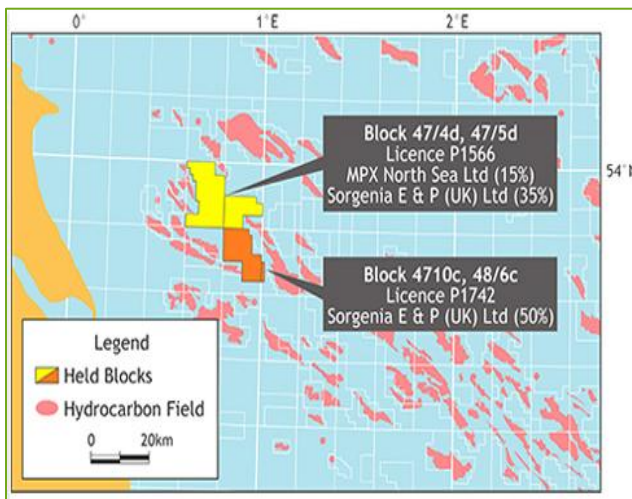 0°
1°E
2°E
Block 47/4d, 47/5d
Licence P1566
MPX North Sea Ltd (15%)
Sorgenia E & P (UK) Ltd (35%)
54°
Block 4710c, 48/6c
Licence P1742
Sorgenia E & P (UK) Ltd (50%)
Legend
Held Blocks
Hydrocarbon Field
0 20km